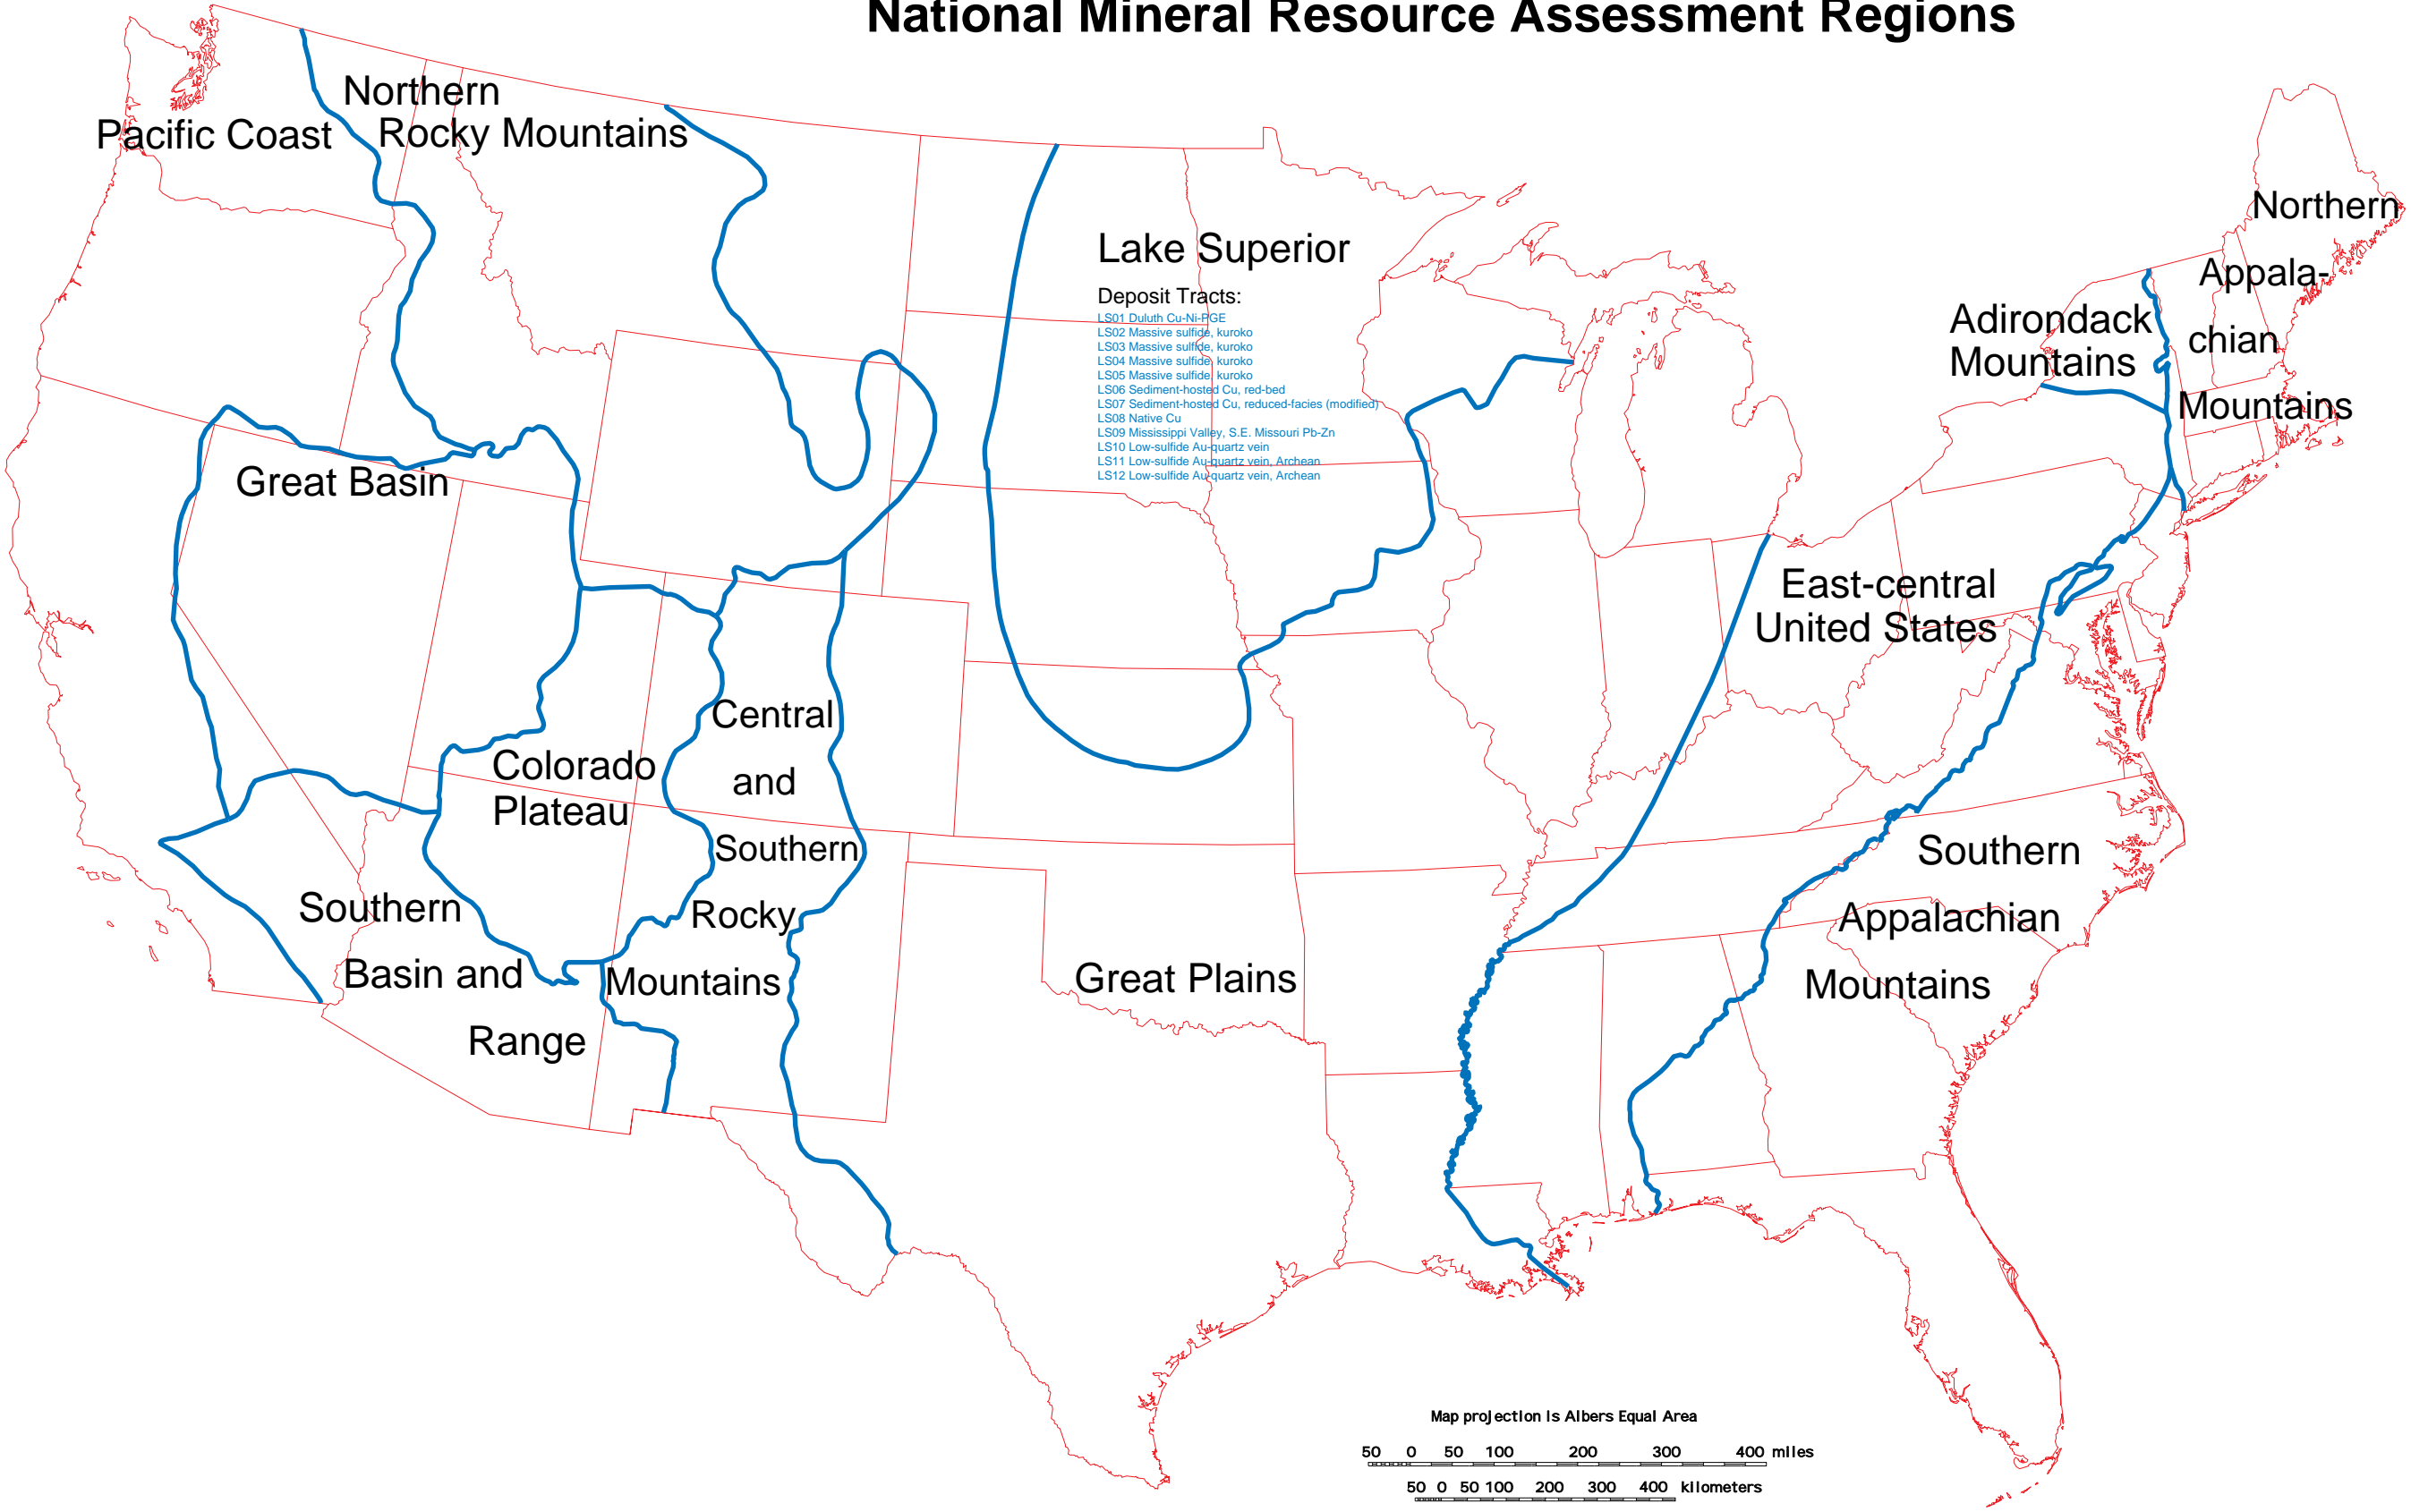 National Mineral Resource Assessment Regions
Northern
Rocky Mountains
Pacific Coast
Northern
Appala-
chian
Mountains
Lake Superior
Deposit Tracts:
LS01 Duluth Cu-Ni-PGE
LS02 Massive sulfide, kuroko
LS03 Massive sulfide, kuroko
LS04 Massive sulfide, kuroko
LS05 Massive sulfide, kuroko
LS06 Sediment-hosted Cu, red-bed
LS07 Sediment-hosted Cu, reduced-facies (modified)
LS08 Native Cu
LS09 Mississippi Valley, S.E. Missouri Pb-Zn
LS10 Low-sulfide Au-quartz vein
LS11 Low-sulfide Au-quartz vein, Archean
LS12 Low-sulfide Au-quartz vein, Archean
Adirondack
Mountains
Great Basin
East-central
United States
Central
and
Southern
Rocky
Mountains
Colorado
Plateau
Southern
Basin and
Range
Southern
Appalachian
Mountains
Great Plains
Map projection is Albers Equal Area
50 0 50 100 200 300 400 miles
50 0 50 100 200 300 400 kilometers